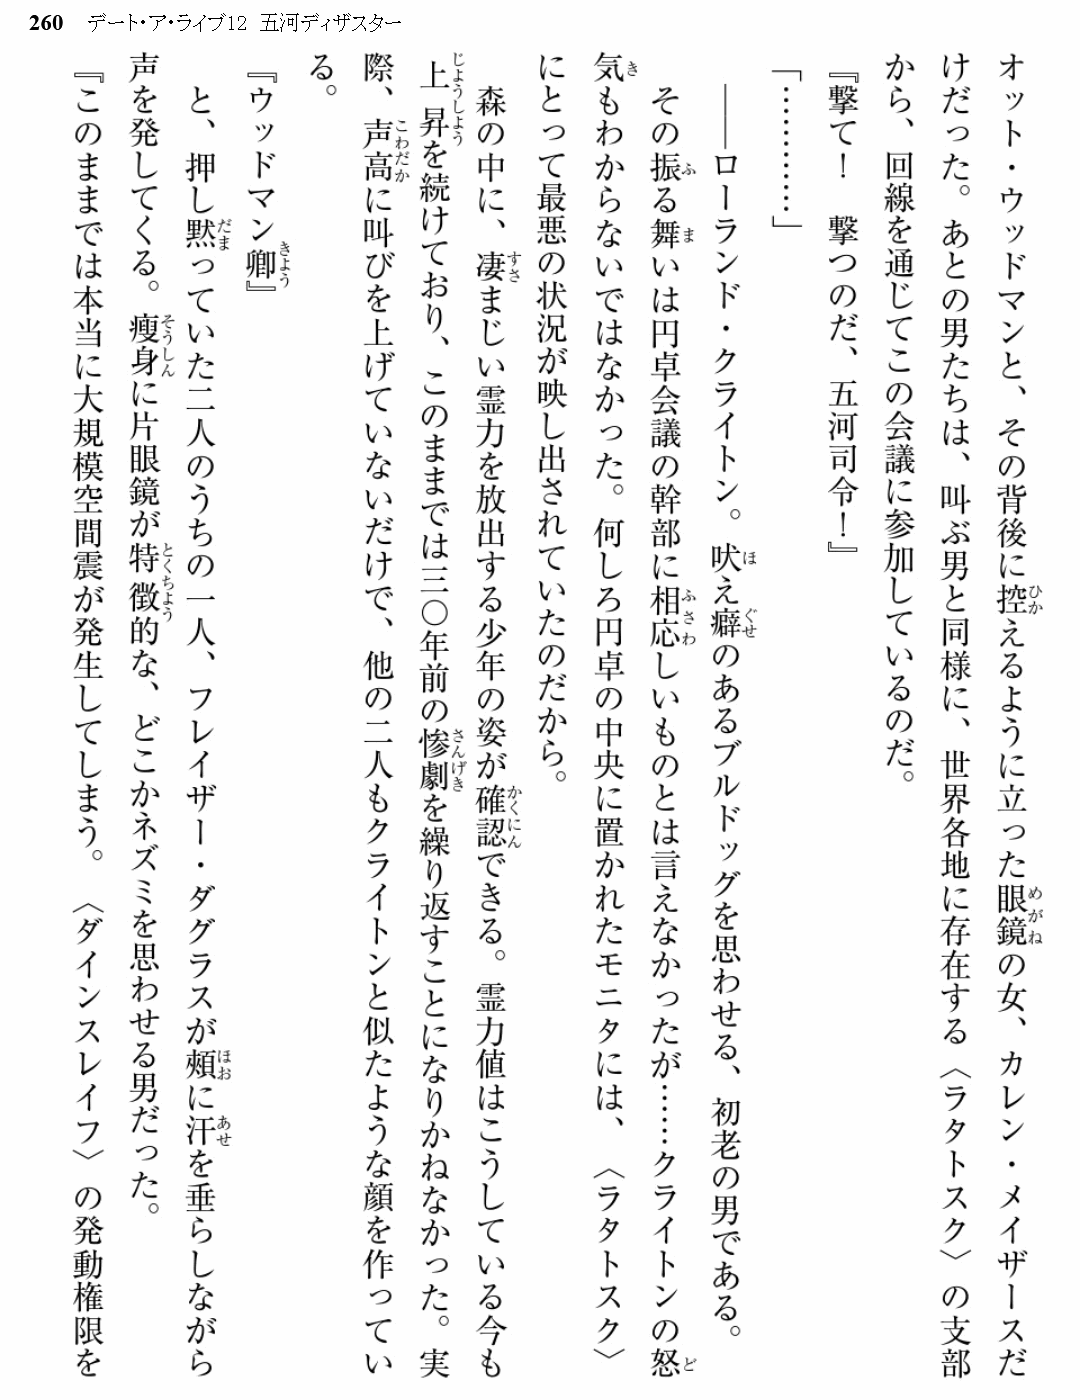 260 デート・ア・ライブ12 五河ディザスター
オット・ウッドマンと、その背後に控えるように立った眼鏡の女、カレン・メイザースだ
けだった。あとの男たちは、叫ぶ男と同様に、世界各地に存在する〈ラタトスク〉の支部
から、回線を通じてこの会議に参加しているのだ。
『撃て！　撃つのだ、五河司令！』
「…………」
――ローランド・クライトン。吠え癖のあるブルドッグを思わせる、初老の男である。
その振る舞いは円卓会議の幹部に相応しいものとは言えなかったが……クライトンの怒
気もわからないではなかった。何しろ円卓の中央に置かれたモニタには、〈ラタトスク〉
にとって最悪の状況が映し出されていたのだから。
森の中に、凄まじい霊力を放出する少年の姿が確認できる。霊力値はこうしている今も
上昇を続けており、このままでは三〇年前の惨劇を繰り返すことになりかねなかった。実
際、声高に叫びを上げていないだけで、他の二人もクライトンと似たような顔を作ってい
る。
『ウッドマン卿』
と、押し黙っていた二人のうちの一人、フレイザー・ダグラスが頰に汗を垂らしながら
声を発してくる。瘦身に片眼鏡が特徴的な、どこかネズミを思わせる男だった。
『このままでは本当に大規模空間震が発生してしまう。〈ダインスレイフ〉の発動権限を